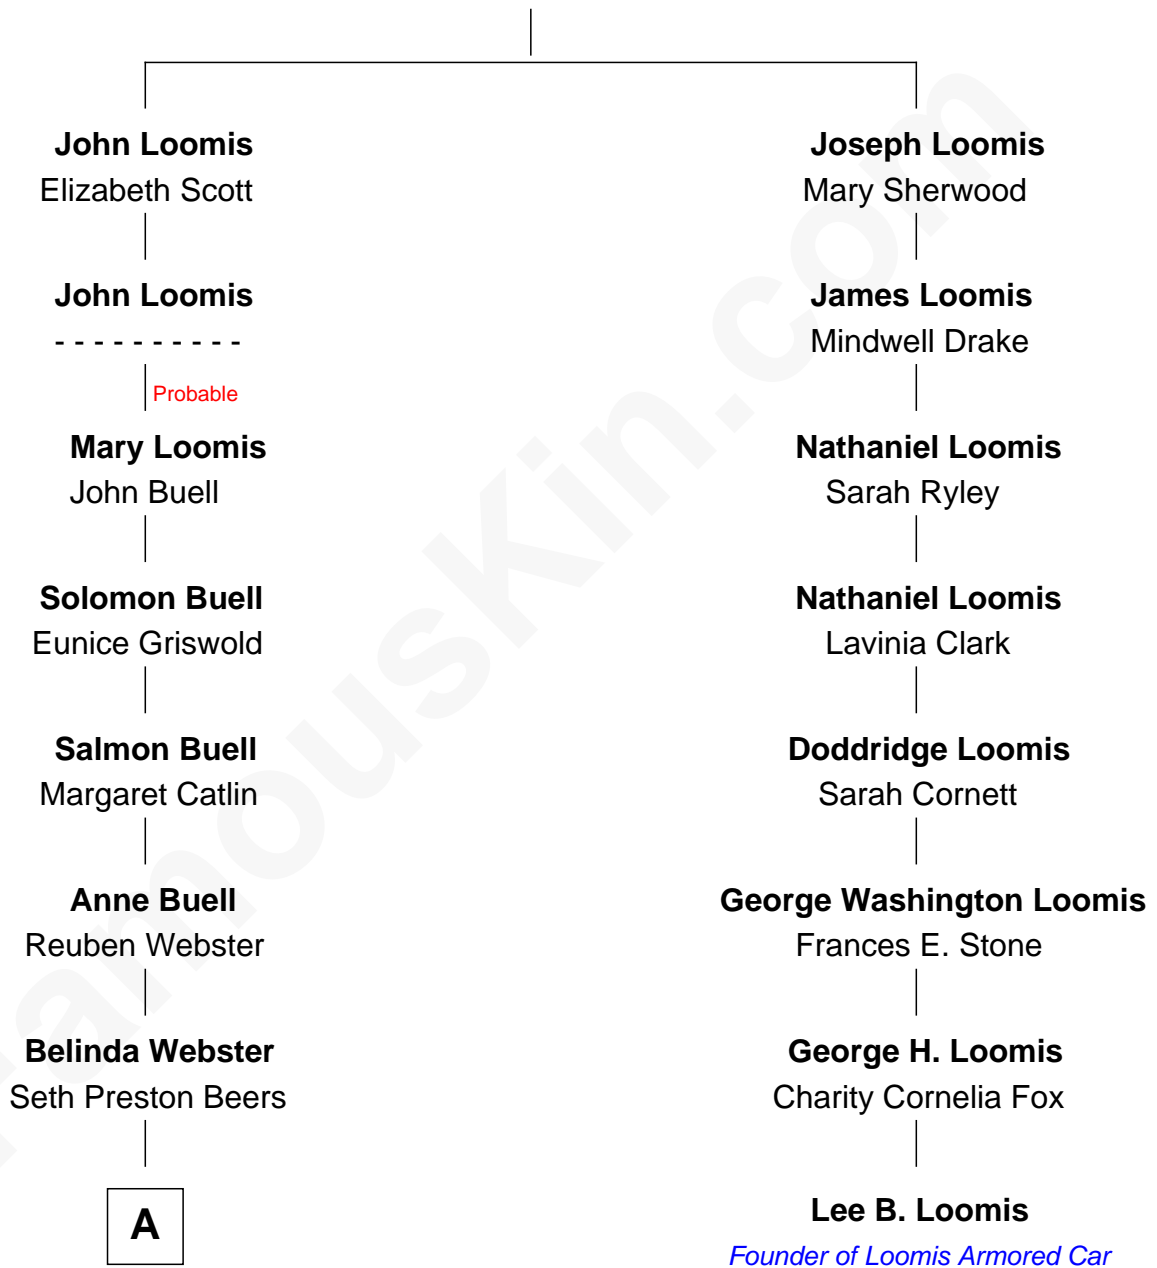 John Loomis
Elizabeth Scott
John Loomis
- - - - - - - - - -
Probable
Mary Loomis
John Buell
Solomon Buell
Eunice Griswold
Salmon Buell
Margaret Catlin
Anne Buell
Reuben Webster
Belinda Webster
Seth Preston Beers
A
Joseph Loomis
Mary Sherwood
James Loomis
Mindwell Drake
Nathaniel Loomis
Sarah Ryley
Nathaniel Loomis
Lavinia Clark
Doddridge Loomis
Sarah Cornett
George Washington Loomis
Frances E. Stone
George H. Loomis
Charity Cornelia Fox
Lee B. Loomis
Founder of Loomis Armored Car
FamousKin.com